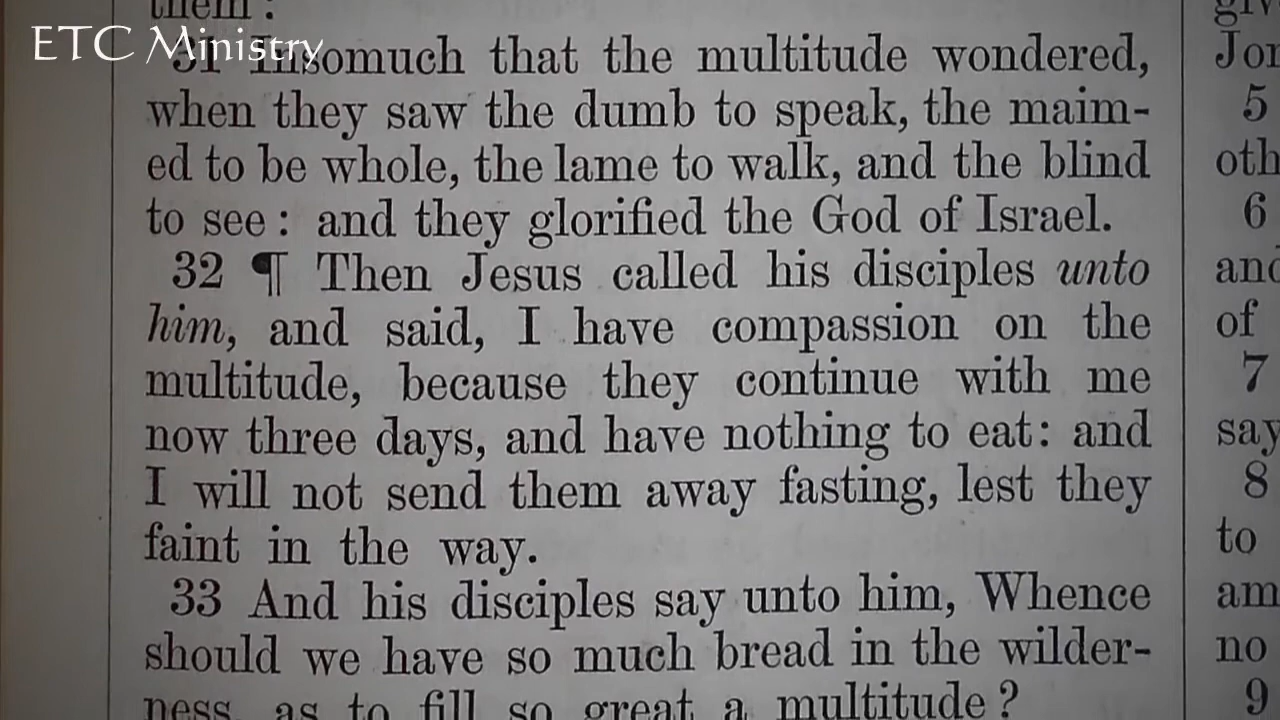 ETC Ministry
them:
31 Insomuch that the multitude wondered,
when they saw the dumb to speak, the maim-
ed to be whole, the lame to walk, and the blind
to see: and they glorified the God of Israel.
32 ¶ Then Jesus called his disciples unto
him, and said, I have compassion on the
multitude, because they continue with me
now three days, and have nothing to eat: and
I will not send them away fasting, lest they
faint in the way.
33 And his disciples say unto him, Whence
should we have so much bread in the wilder-
ness, as to fill so great a multitude?
5
oth
6
and
of
7
say
8
to
am
no
9